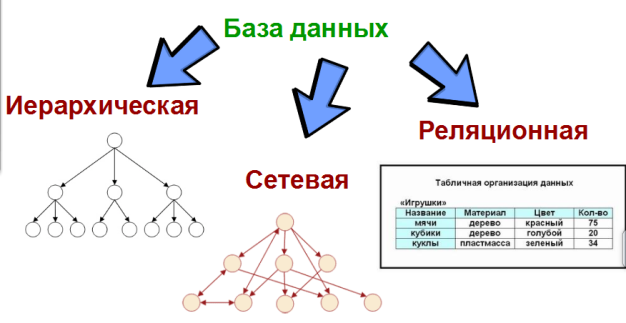 База данных
Иерархическая
Сетевая
Реляционная
Табличная организация данных
«Игрушки»
Название Материал Цвет Кол-во
мячи дерево красный 75
кубики дерево голубой 20
куклы пластмасса зеленый 34